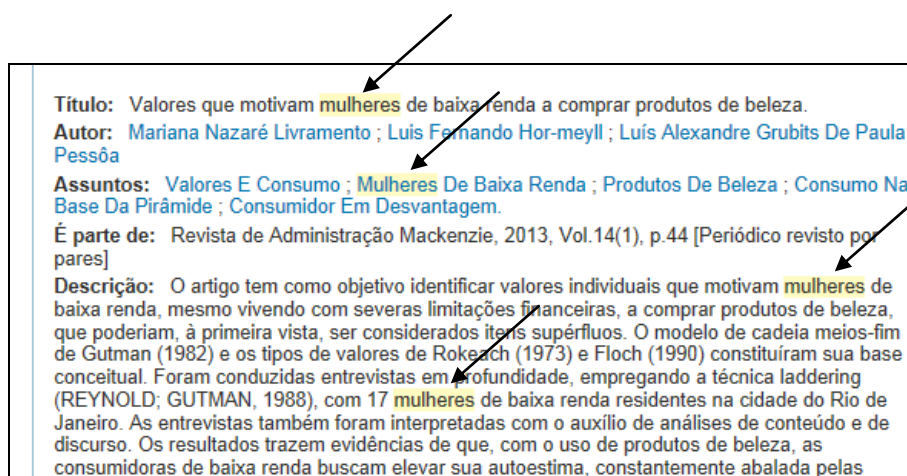 Título: Valores que motivam mulheres de baixa renda a comprar produtos de beleza.
Autor: Mariana Nazaré Livramento ; Luis Fernando Hor-meyll ; Luís Alexandre Grubits De Paula
Pessôa
Assuntos: Valores E Consumo ; Mulheres De Baixa Renda ; Produtos De Beleza ; Consumo Na
Base Da Pirâmide ; Consumidor Em Desvantagem.
É parte de: Revista de Administração Mackenzie, 2013, Vol.14(1), p.44 [Periódico revisto por
pares]
Descrição: O artigo tem como objetivo identificar valores individuais que motivam mulheres de
baixa renda, mesmo vivendo com severas limitações financeiras, a comprar produtos de beleza,
que poderiam, à primeira vista, ser considerados itens supérfluos. O modelo de cadeia meios-fim
de Gutman (1982) e os tipos de valores de Rokeach (1973) e Floch (1990) constituíram sua base
conceitual. Foram conduzidas entrevistas em profundidade, empregando a técnica laddering
(REYNOLD; GUTMAN, 1988), com 17 mulheres de baixa renda residentes na cidade do Rio de
Janeiro. As entrevistas também foram interpretadas com o auxílio de análises de conteúdo e de
discurso. Os resultados trazem evidências de que, com o uso de produtos de beleza, as
consumidoras de baixa renda buscam elevar sua autoestima, constantemente abalada pelas